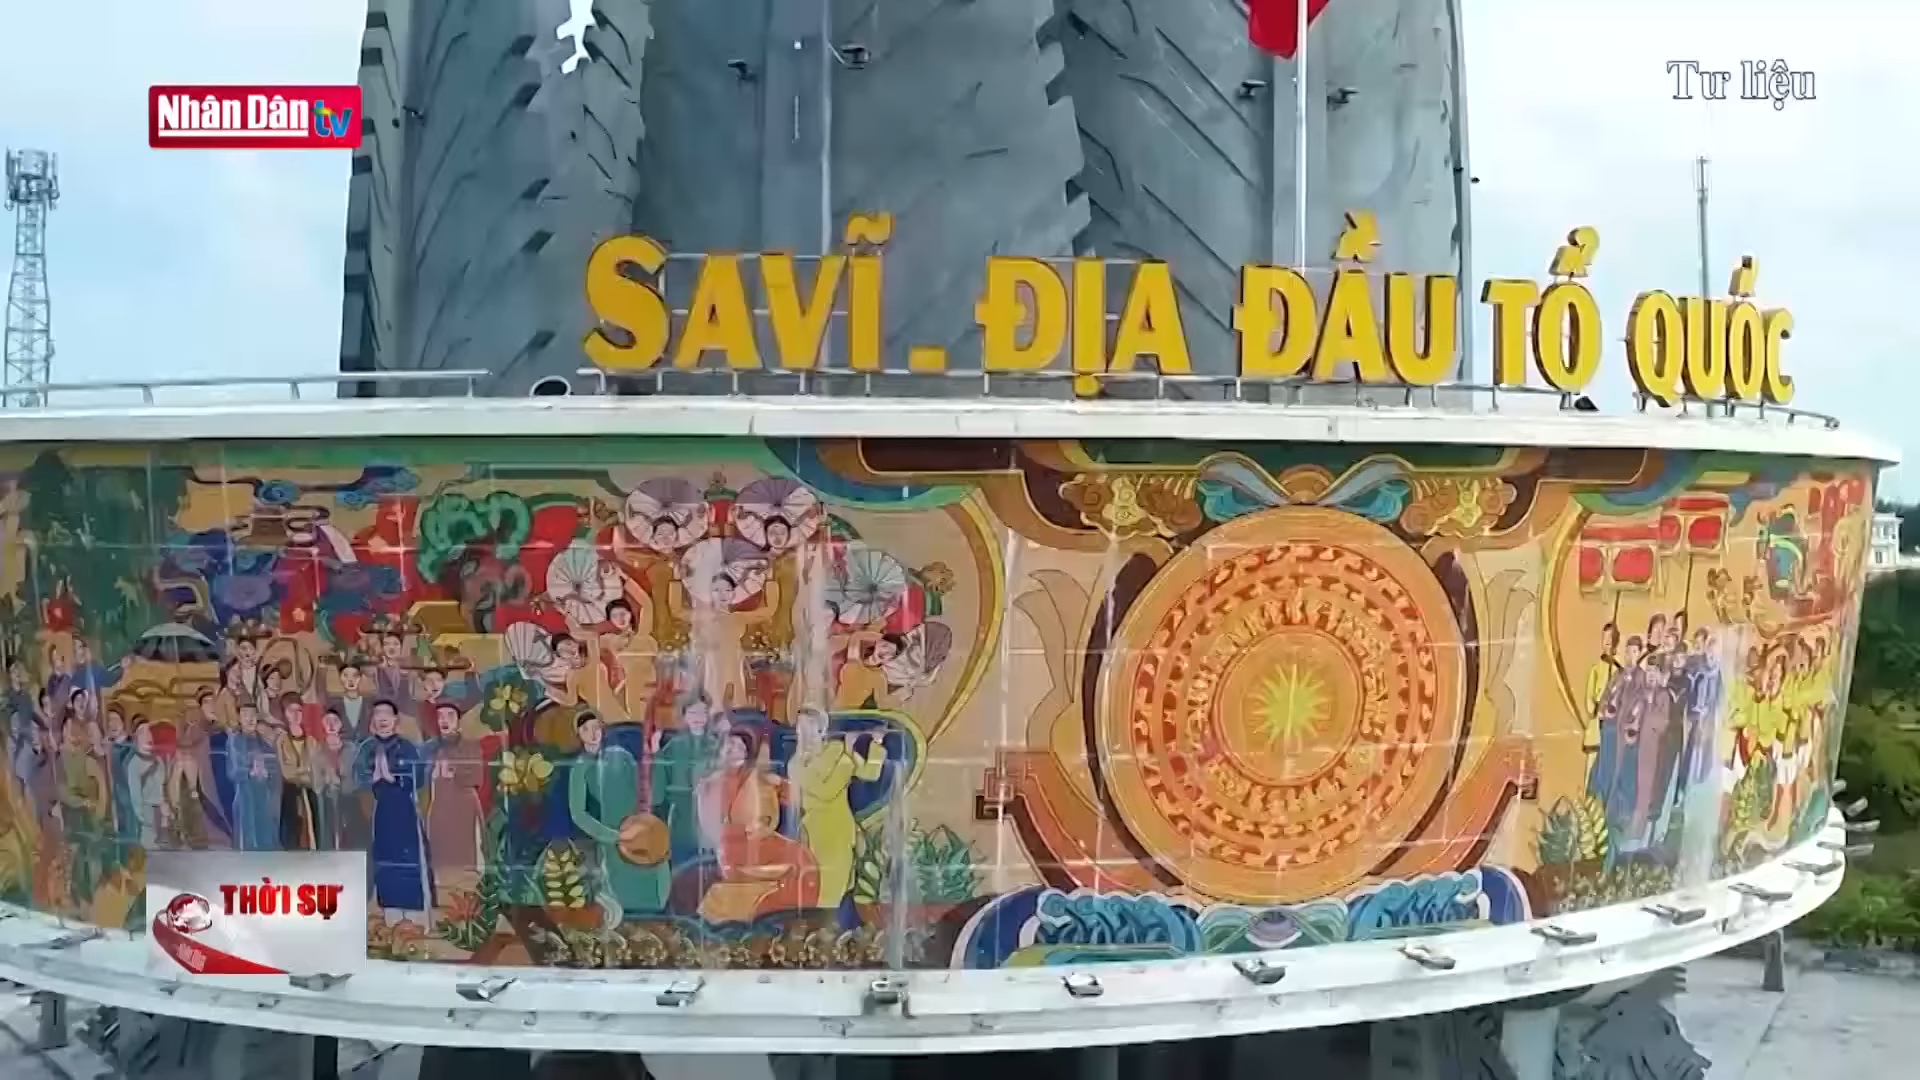 Nhân Dân tv
Tư liệu
SAVĨ - ĐỊA ĐẦU TỔ QUỐC
THỜI SỰ